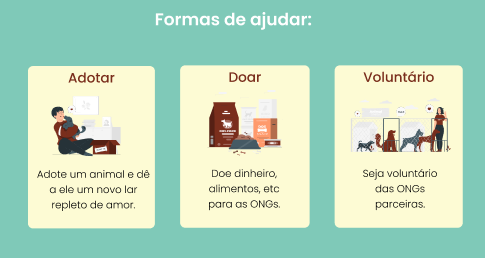 Formas de ajudar:
Adotar
Adote um animal e dê
a ele um novo lar
repleto de amor.
Doar
Doe dinheiro,
alimentos, etc
para as ONGs.
Voluntário
Seja voluntário
das ONGs
parceiras.